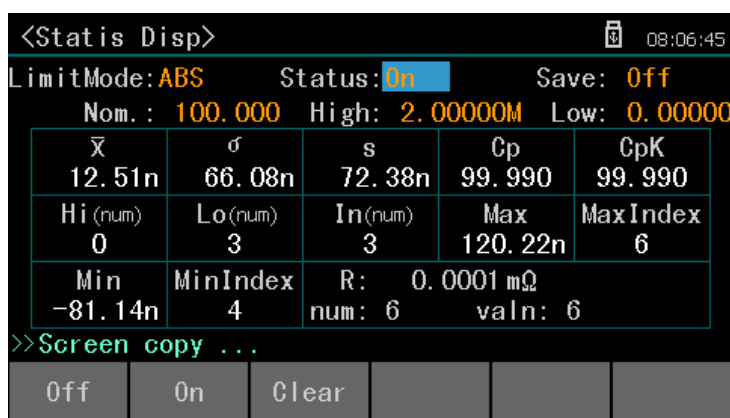 <Statis Disp> 08:06:45
LimitMode:ABS Status:On Save: Off
Nom.: 100.000 High: 2.00000M Low: 0.00000
x̅ σ s Cp CpK
12.51n 66.08n 72.38n 99.990 99.990
Hi(num) Lo(num) In(num) Max MaxIndex
0 3 3 120.22n 6
Min MinIndex R: 0.0001 mΩ
-81.14n 4 num: 6 valn: 6
>>Screen copy ...
Off On Clear